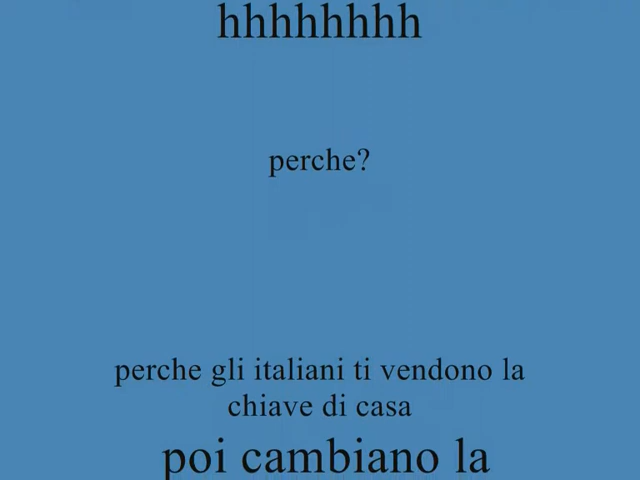 hhhhhhhh
perche?
perche gli italiani ti vendono la
chiave di casa
poi cambiano la